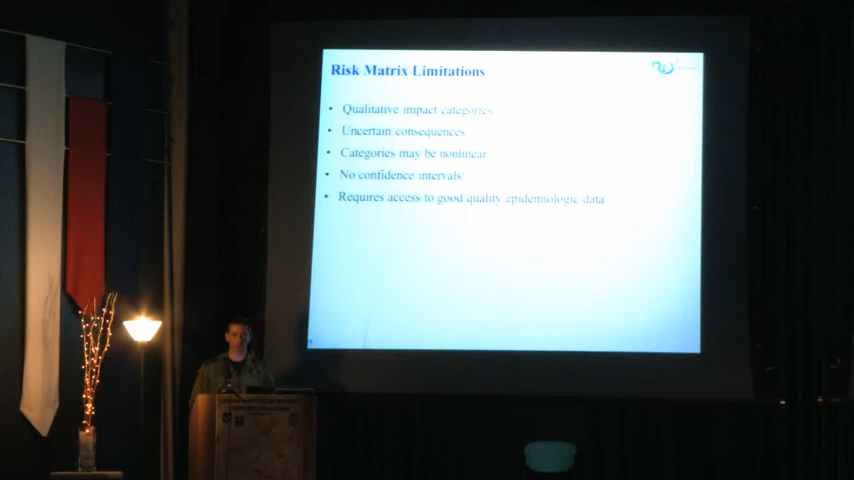 Risk Matrix Limitations
• Qualitative impact categories
• Uncertain consequences
• Categories may be nonlinear
• No confidence intervals
• Requires access to good quality epidemiologic data